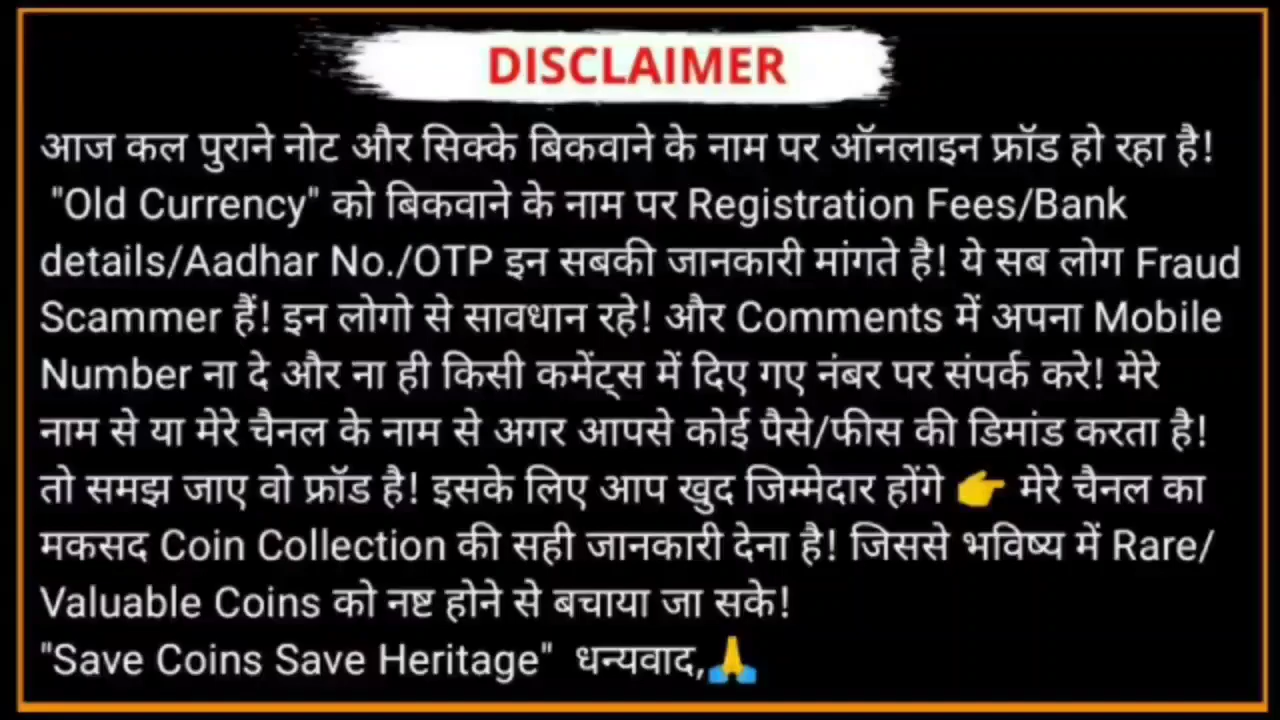 DISCLAIMER
आज कल पुराने नोट और सिक्के बिकवाने के नाम पर ऑनलाइन फ्रॉड हो रहा है!
"Old Currency" को बिकवाने के नाम पर Registration Fees/Bank
details/Aadhar No./OTP इन सबकी जानकारी मांगते है! ये सब लोग Fraud
Scammer हैं! इन लोगो से सावधान रहे! और Comments में अपना Mobile
Number ना दे और ना ही किसी कमेंट्स में दिए गए नंबर पर संपर्क करे! मेरे
नाम से या मेरे चैनल के नाम से अगर आपसे कोई पैसे/फीस की डिमांड करता है!
तो समझ जाए वो फ्रॉड है! इसके लिए आप खुद जिम्मेदार होंगे 👉 मेरे चैनल का
मकसद Coin Collection की सही जानकारी देना है! जिससे भविष्य में Rare/
Valuable Coins को नष्ट होने से बचाया जा सके!
"Save Coins Save Heritage" धन्यवाद,🙏